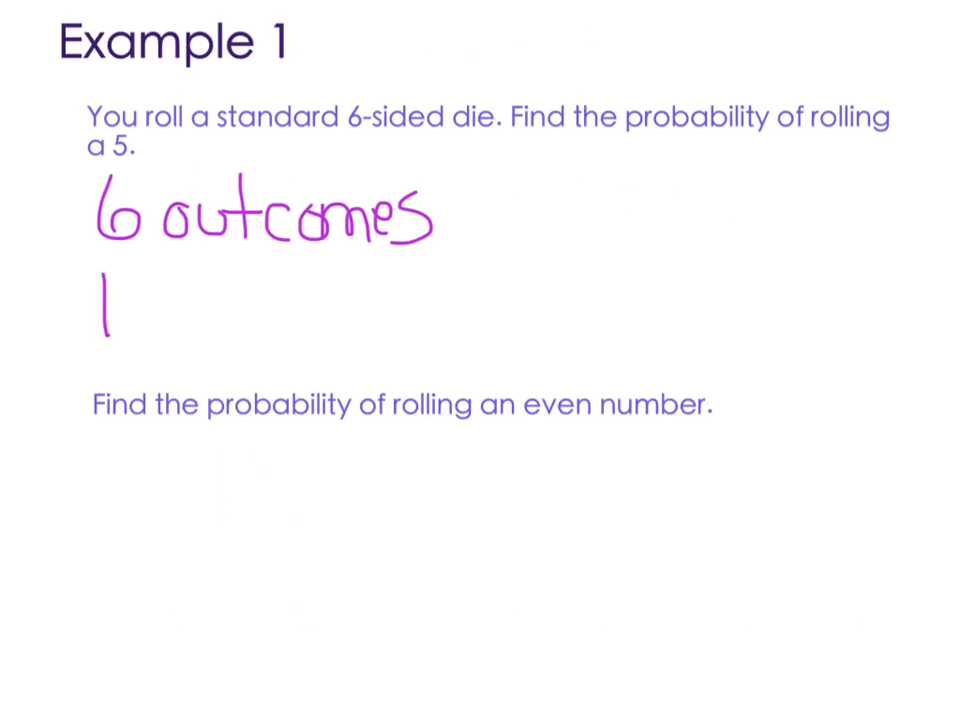 Example 1
You roll a standard 6-sided die. Find the probability of rolling
a 5.
6 outcomes
1
Find the probability of rolling an even number.